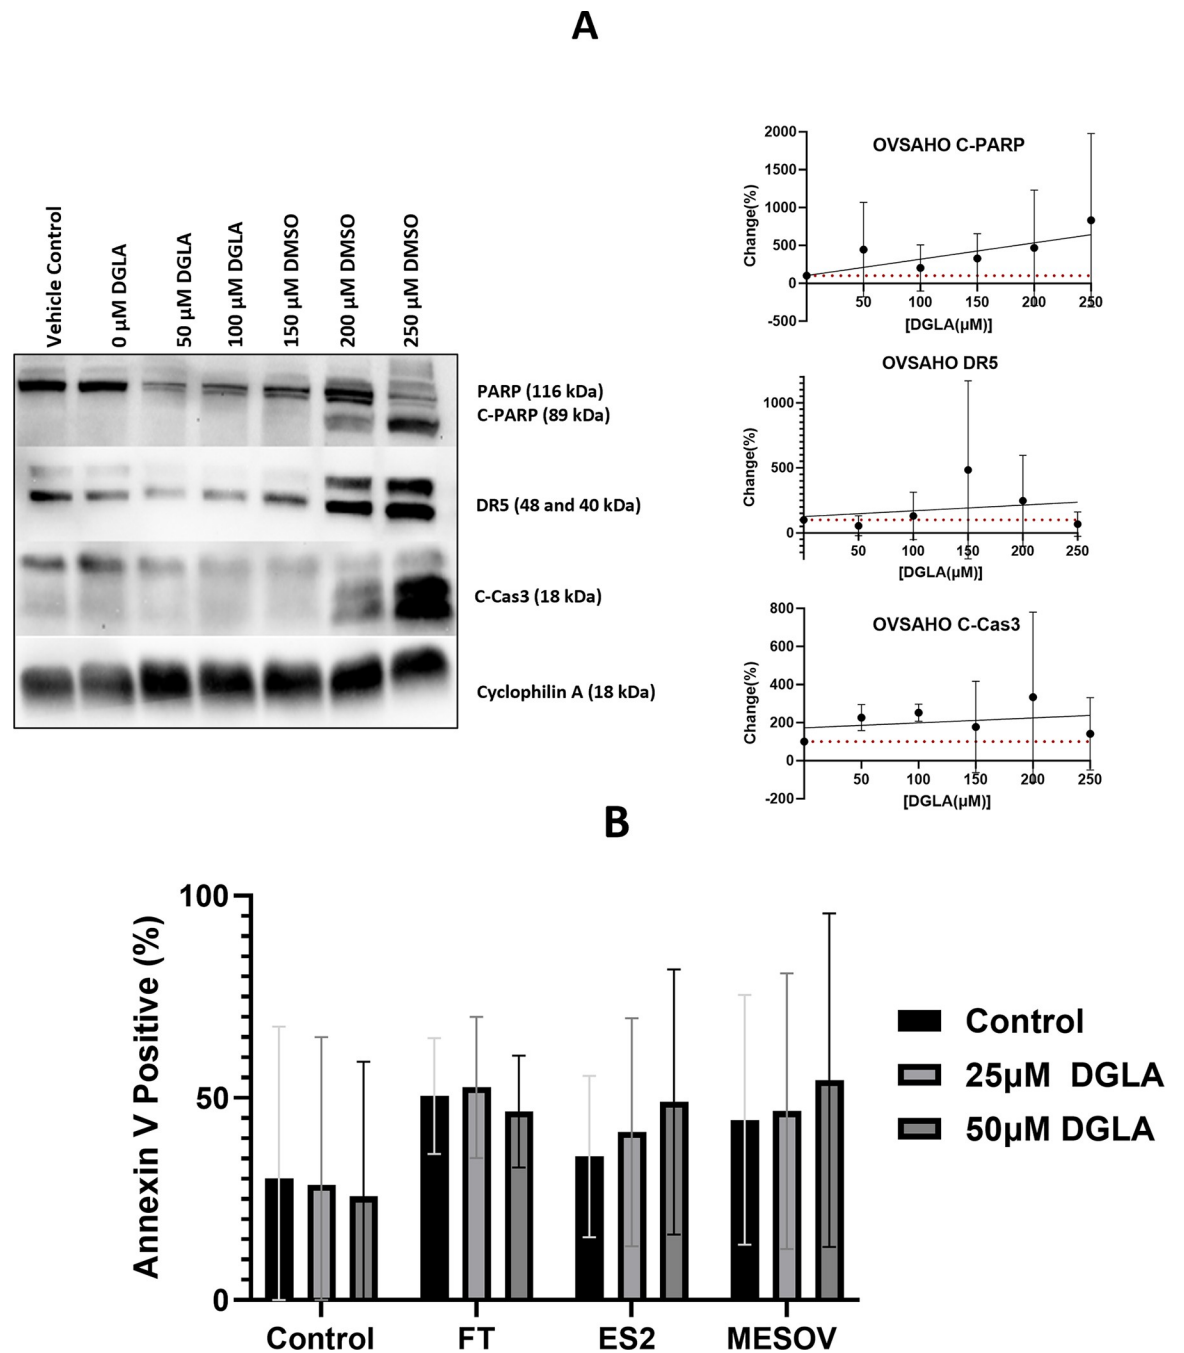 A
Vehicle Control
0 µM DGLA
50 µM DGLA
100 µM DGLA
150 µM DMSO
200 µM DMSO
250 µM DMSO
PARP (116 kDa)
C-PARP (89 kDa)
DR5 (48 and 40 kDa)
C-Cas3 (18 kDa)
Cyclophilin A (18 kDa)
OVSAHO C-PARP
Change(%)
2000
1500
1000
500
0
-500
50 100 150 200 250
[DGLA(µM)]
OVSAHO DR5
Change(%)
1000
500
0
50 100 150 200 250
[DGLA(µM)]
OVSAHO C-Cas3
Change(%)
800
600
400
200
0
-200
50 100 150 200 250
[DGLA(µM)]
B
Annexin V Positive (%)
100
50
0
Control FT ES2 MESOV
Control
25µM DGLA
50µM DGLA